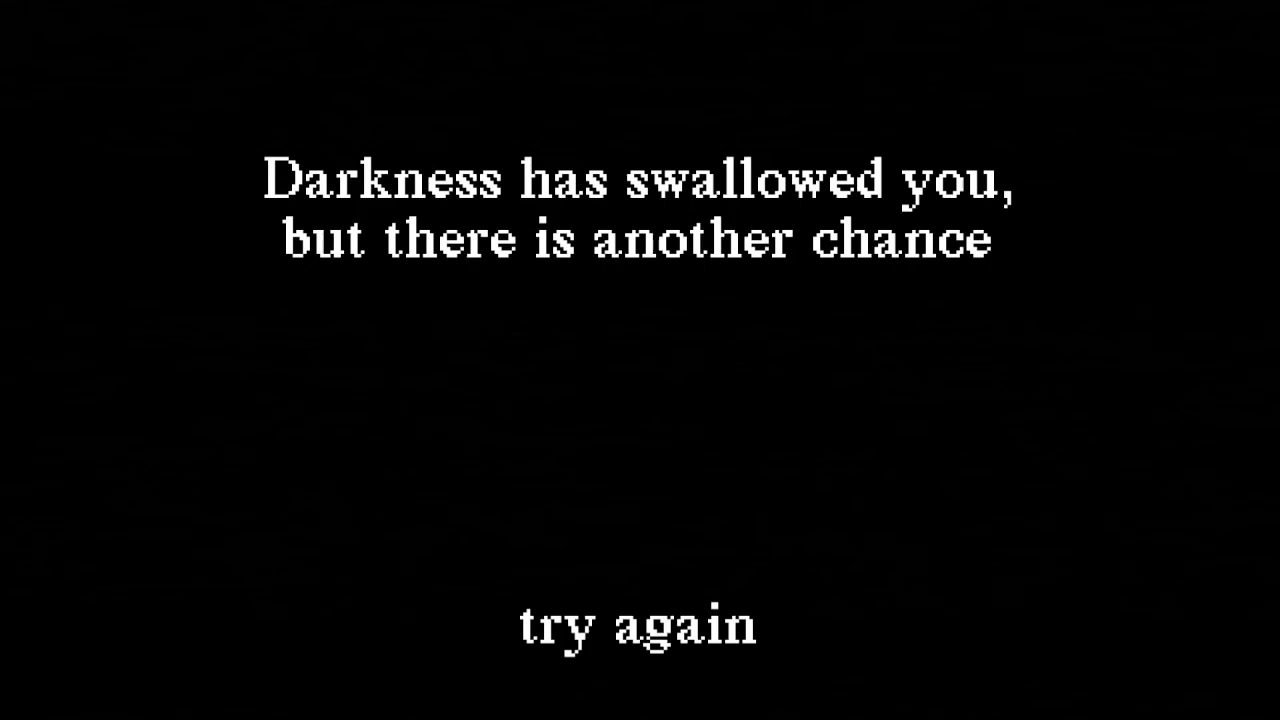 Darkness has swallowed you,
but there is another chance
try again